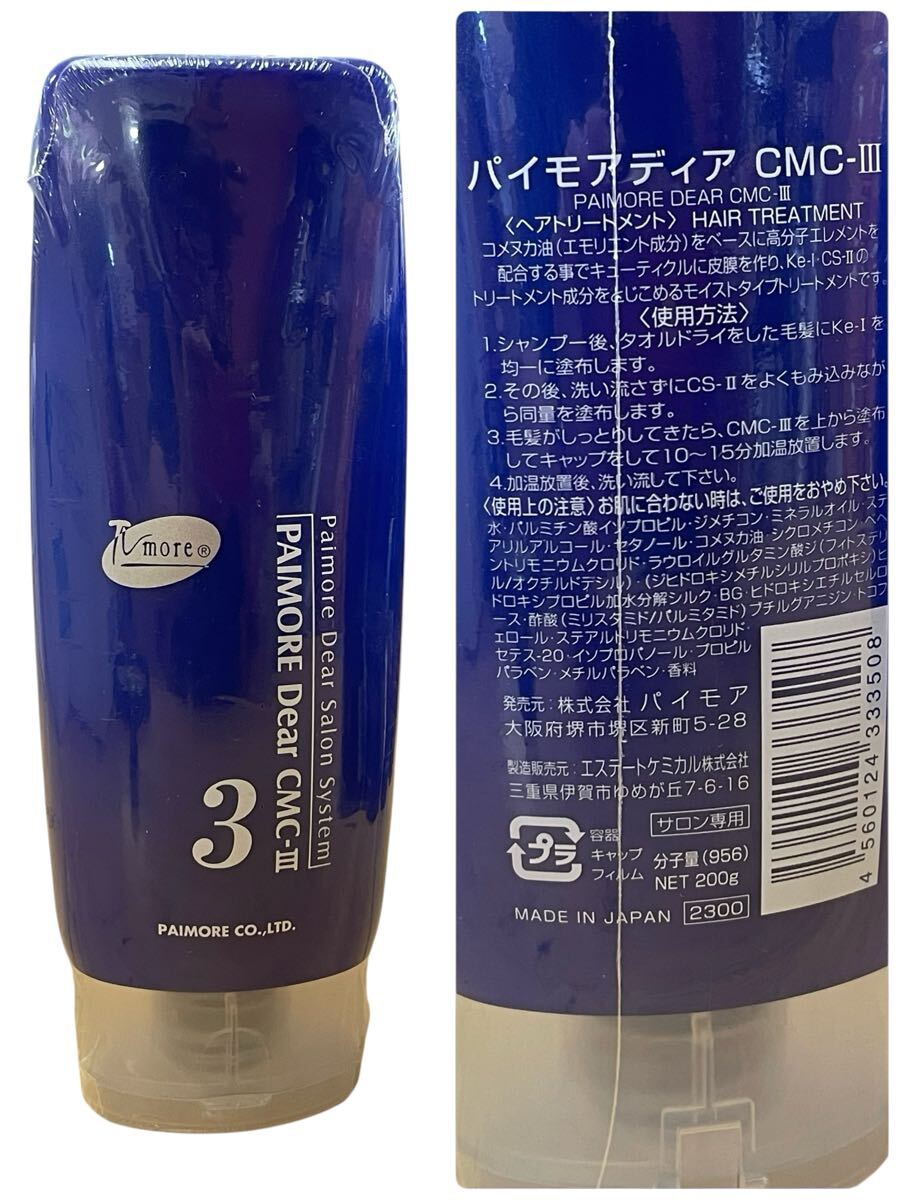 more®
Paimore Dear Salon System
PAIMORE Dear CMC-Ⅲ
3
PAIMORE CO.,LTD.
パイモアディア CMC-Ⅲ
PAIMORE DEAR CMC-Ⅲ
〈ヘアトリートメント〉 HAIR TREATMENT
コメヌカ油(エモリエント成分)をベースに高分子エレメントを
配合する事でキューティクルに皮膜を作り、Ke-Ⅰ・CS-Ⅱの
トリートメント成分をとじこめるモイストタイプトリートメントです。
〈使用方法〉
1.シャンプー後、タオルドライをした毛髪にKe-Ⅰを
均一に塗布します。
2.その後、洗い流さずにCS-Ⅱをよくもみ込みなが
ら同量を塗布します。
3.毛髪がしっとりしてきたら、CMC-Ⅲを上から塗布
してキャップをして10〜15分加温放置します。
4.加温放置後、洗い流して下さい。
〈使用上の注意〉お肌に合わない時は、ご使用をおやめ下さい。
水・パルミチン酸イソプロピル・ジメチコン・ミネラルオイル・ステ
アリルアルコール・セタノール・コメヌカ油・シクロメチコン・ベヘ
ントリモニウムクロリド・ラウロイルグルタミン酸ジ(フィトステリ
ル/オクチルドデシル)・(ジヒドロキシメチルシリルプロポキシ)ヒ
ドロキシプロピル加水分解シルク・BG・ヒドロキシエチルセルロ
ース・酢酸(ミリスタミド/パルミタミド)ブチルグアニジン・トコフ
ェロール・ステアルトリモニウムクロリド・
セテス-20・イソプロパノール・プロピル
パラベン・メチルパラベン・香料
発売元:株式会社 パイモア
大阪府堺市堺区新町5-28
製造販売元:エステートケミカル株式会社
三重県伊賀市ゆめが丘7-6-16
サロン専用
プラ
容器
キャップ
フィルム
分子量(956)
NET 200g
MADE IN JAPAN 2300
4 560124 333508